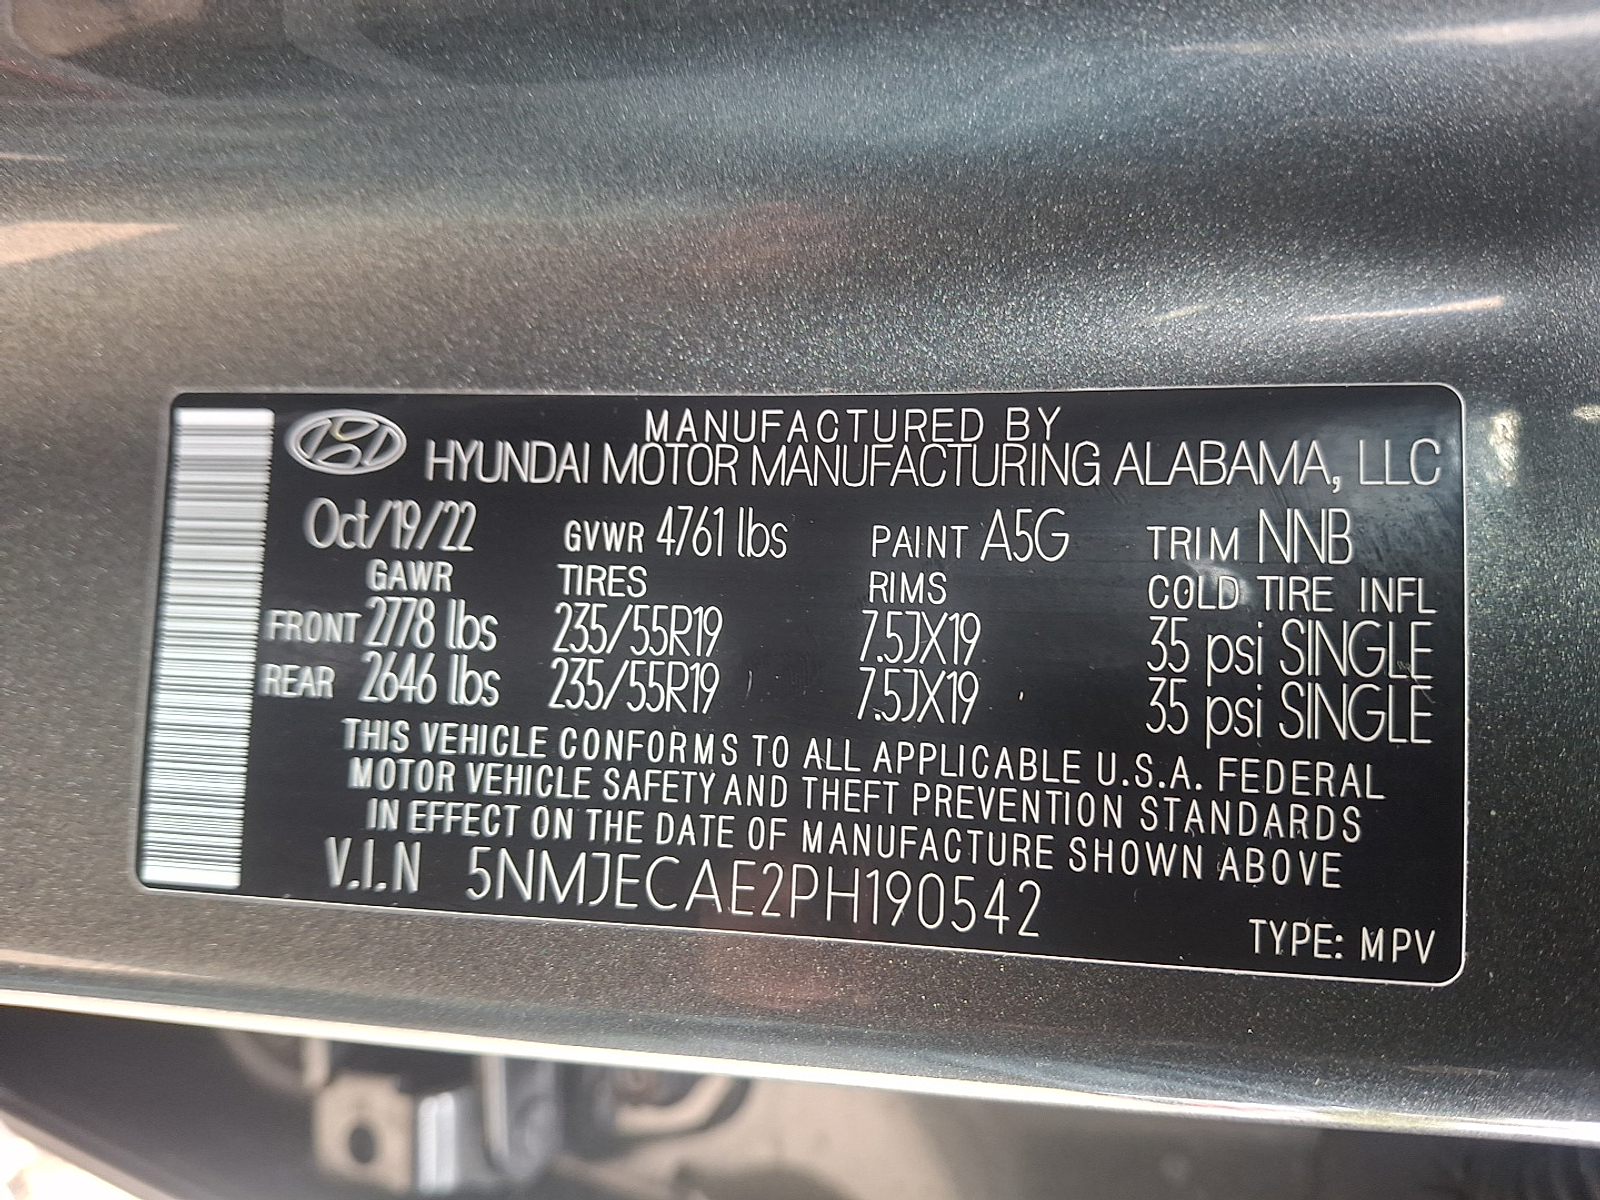 MANUFACTURED BY
HYUNDAI MOTOR MANUFACTURING ALABAMA, LLC
Oct/19/22 GVWR 4761 lbs PAINT A5G TRIM NNB
GAWR TIRES RIMS COLD TIRE INFL
FRONT 2778 lbs 235/55R19 7.5JX19 35 psi SINGLE
REAR 2646 lbs 235/55R19 7.5JX19 35 psi SINGLE
THIS VEHICLE CONFORMS TO ALL APPLICABLE U.S.A. FEDERAL
MOTOR VEHICLE SAFETY AND THEFT PREVENTION STANDARDS
IN EFFECT ON THE DATE OF MANUFACTURE SHOWN ABOVE
V.I.N 5NMJECAE2PH190542
TYPE: MPV